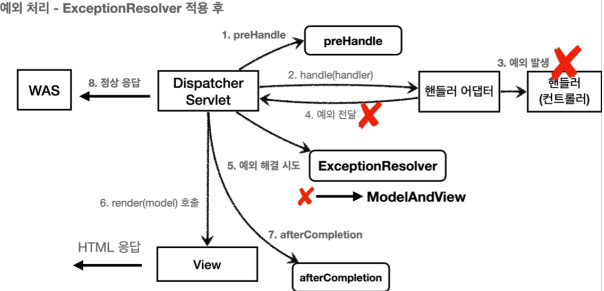 예외 처리 - ExceptionResolver 적용 후
1. preHandle
preHandle
3. 예외 발생
WAS
8. 정상 응답
Dispatcher
Servlet
2. handle(handler)
4. 예외 전달
핸들러 어댑터
핸들러
(컨트롤러)
5. 예외 해결 시도
ExceptionResolver
ModelAndView
6. render(model) 호출
7. afterCompletion
HTML 응답
View
afterCompletion